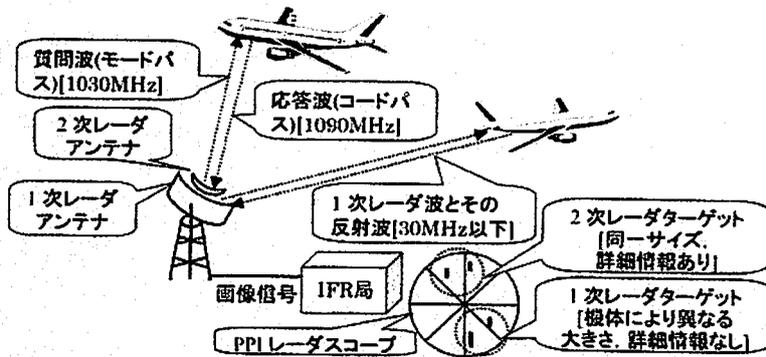 質問波(モードパ
ス)[1030MHz]
応答波(コードパ
ス)[1090MHz]
2次レーダ
アンテナ
1次レーダ
アンテナ
1次レーダ波とその
反射波[30MHz以下]
2次レーダターゲット
[同一サイズ,
詳細情報あり]
画像信号
IFR局
1次レーダターゲット
[機体により異なる
大きさ,詳細情報なし]
PPIレーダスコープ